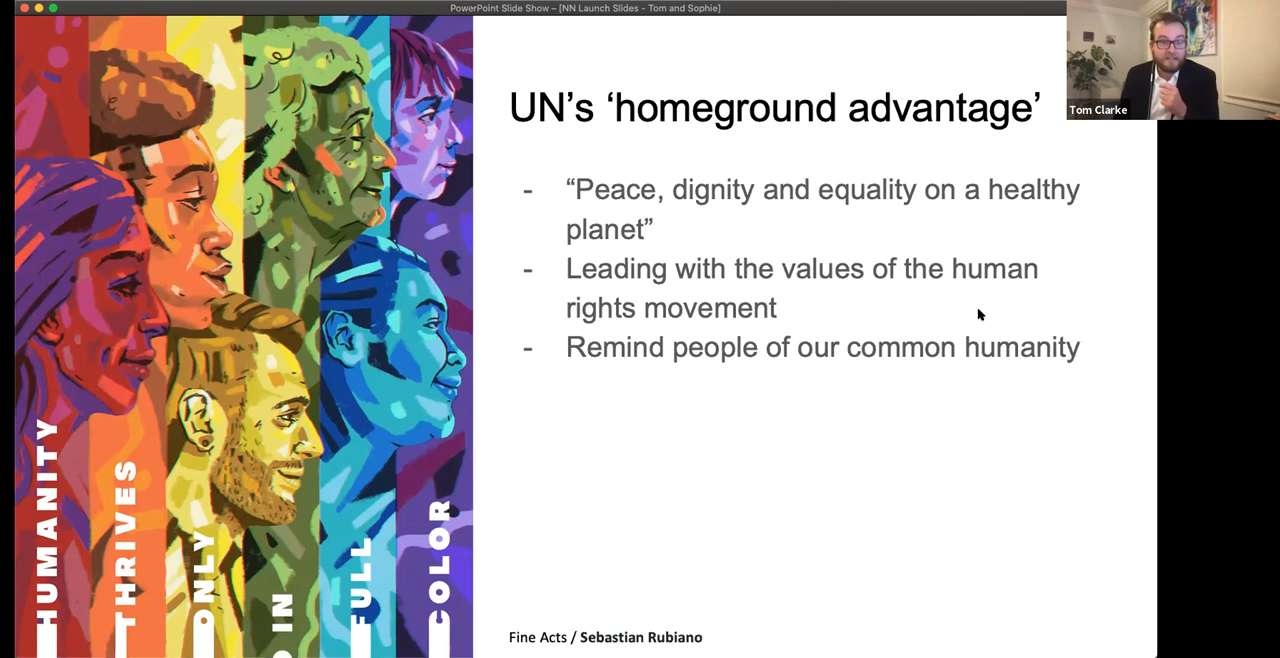 PowerPoint Slide Show – [NN Launch Slides - Tom and Sophie]
Tom Clarke
UN’s ‘homeground advantage’
- “Peace, dignity and equality on a healthy
planet”
- Leading with the values of the human
rights movement
- Remind people of our common humanity
HUMANITY
THRIVES
ONLY
IN
FULL
COLOR
Fine Acts / Sebastian Rubiano